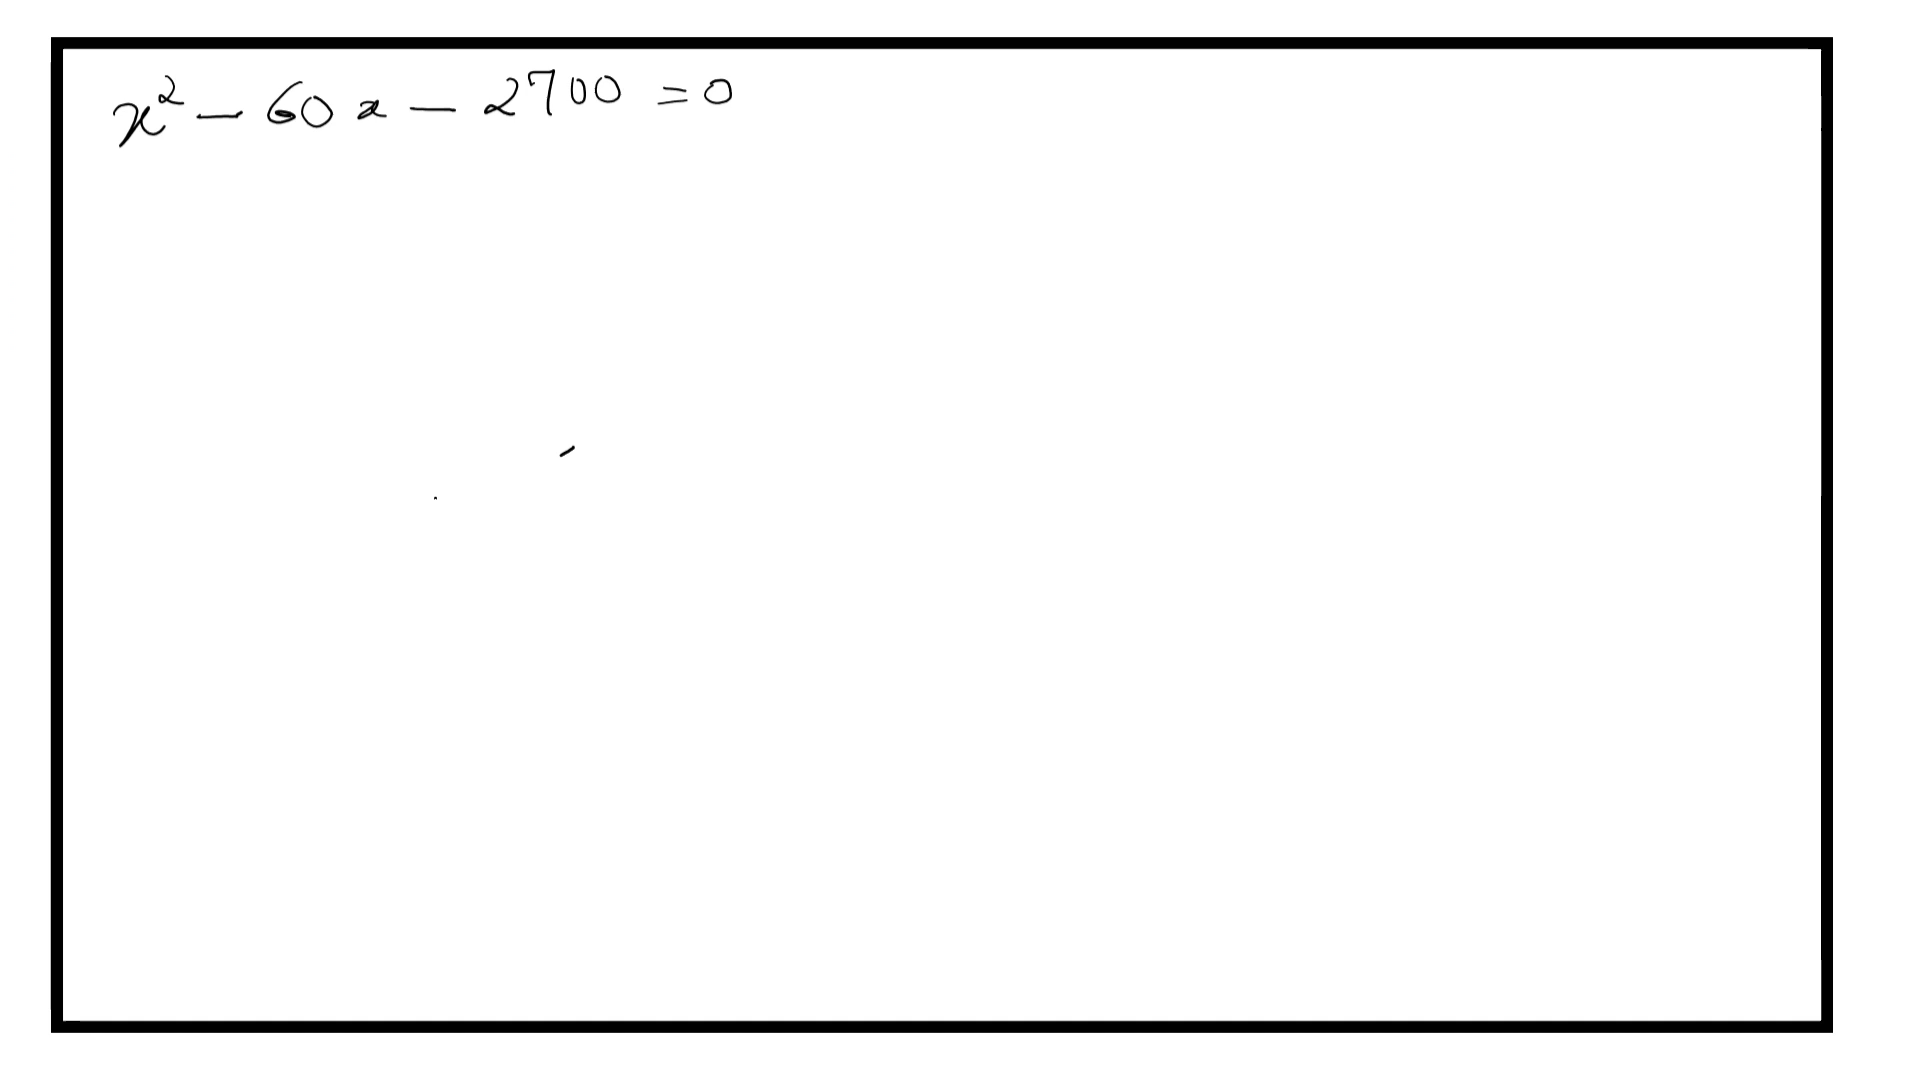 x² - 60x - 2700 = 0